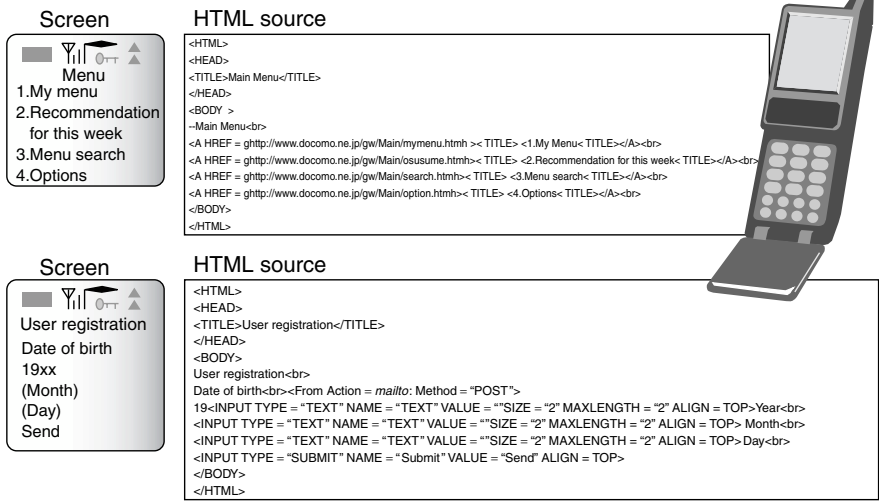 Screen
HTML source
Menu
1.My menu
2.Recommendation
for this week
3.Menu search
4.Options
<HTML>
<HEAD>
<TITLE>Main Menu</TITLE>
</HEAD>
<BODY >
--Main Menu<br>
<A HREF = ghttp://www.docomo.ne.jp/gw/Main/mymenu.htmh >< TITLE> <1.My Menu< TITLE></A><br>
<A HREF = ghttp://www.docomo.ne.jp/gw/Main/osusume.htmh>< TITLE> <2.Recommendation for this week< TITLE></A><br>
<A HREF = ghttp://www.docomo.ne.jp/gw/Main/search.htmh>< TITLE> <3.Menu search< TITLE></A><br>
<A HREF = ghttp://www.docomo.ne.jp/gw/Main/option.htmh>< TITLE> <4.Options< TITLE></A><br>
</BODY>
</HTML>
Screen
HTML source
User registration
Date of birth
19xx
(Month)
(Day)
Send
<HTML>
<HEAD>
<TITLE>User registration</TITLE>
</HEAD>
<BODY>
User registration<br>
Date of birth<br><From Action = mailto: Method = “POST”>
19<INPUT TYPE = “TEXT” NAME = “TEXT” VALUE = “”SIZE = “2” MAXLENGTH = “2” ALIGN = TOP>Year<br>
<INPUT TYPE = “TEXT” NAME = “TEXT” VALUE = “”SIZE = “2” MAXLENGTH = “2” ALIGN = TOP> Month<br>
<INPUT TYPE = “TEXT” NAME = “TEXT” VALUE = “”SIZE = “2” MAXLENGTH = “2” ALIGN = TOP>Day<br>
<INPUT TYPE = “SUBMIT” NAME = “Submit” VALUE = “Send” ALIGN = TOP>
</BODY>
</HTML>